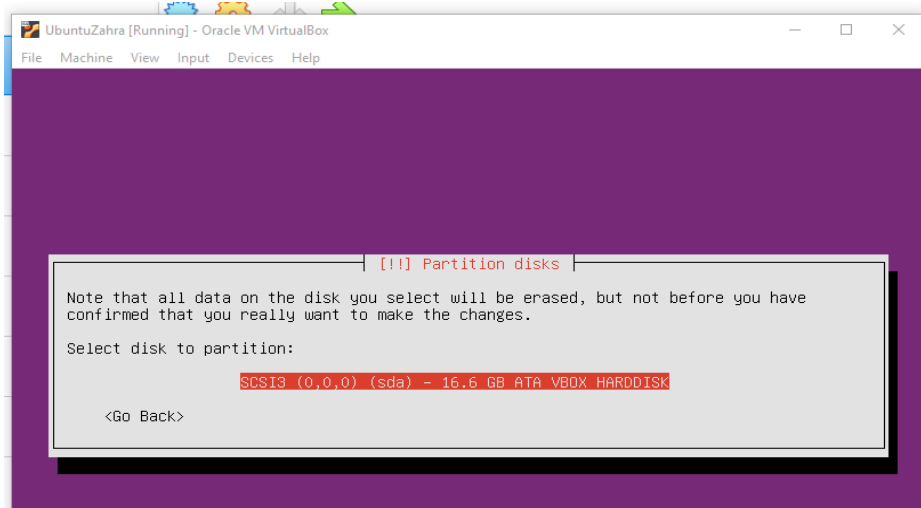 UbuntuZahra [Running] - Oracle VM VirtualBox
File Machine View Input Devices Help
[!!] Partition disks
Note that all data on the disk you select will be erased, but not before you have
confirmed that you really want to make the changes.
Select disk to partition:
SCSI3 (0,0,0) (sda) - 16.6 GB ATA VBOX HARDDISK
<Go Back>